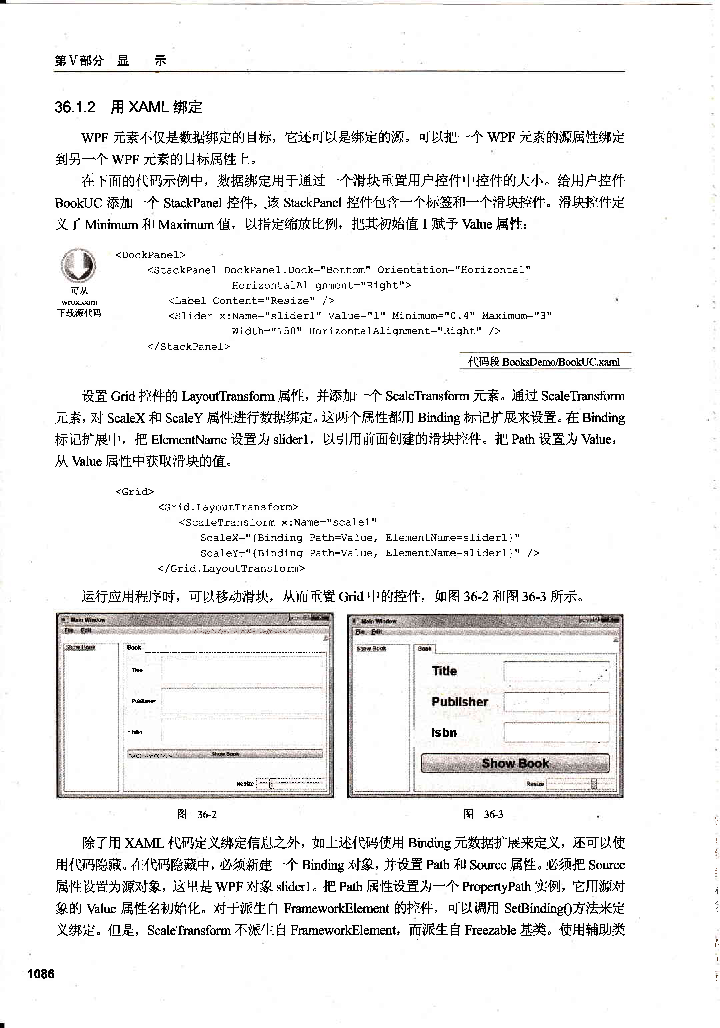 第V部分 显 示
36.1.2 用 XAML 绑定
WPF 元素不仅是数据绑定的目标，它还可以是绑定的源。可以把一个 WPF 元素的源属性绑定
到另一个 WPF 元素的目标属性上。
在下面的代码示例中，数据绑定用于通过一个滑块重置用户控件中控件的大小。给用户控件
BookUC 添加一个 StackPanel 控件，该 StackPanel 控件包含一个标签和一个滑块控件。滑块控件定
义了 Minimum 和 Maximum 值，以指定缩放比例，把其初始值 1 赋予 Value 属性：
可从
wrox.com
下载源代码
<DockPanel>
<StackPanel DockPanel.Dock="Bottom" Orientation="Horizontal"
HorizontalAlignment="Right">
<Label Content="Resize" />
<Slider x:Name="slider1" Value="1" Minimum="0.4" Maximum="3"
Width="150" HorizontalAlignment="Right" />
</StackPanel>
代码段 BooksDemo/BookUC.xaml
设置 Grid 控件的 LayoutTransform 属性，并添加一个 ScaleTransform 元素。通过 ScaleTransform
元素，对 ScaleX 和 ScaleY 属性进行数据绑定。这两个属性都用 Binding 标记扩展来设置。在 Binding
标记扩展中，把 ElementName 设置为 slider1，以引用前面创建的滑块控件。把 Path 设置为 Value，
从 Value 属性中获取滑块的值。
<Grid>
<Grid.LayoutTransform>
<ScaleTransform x:Name="scale1"
ScaleX="{Binding Path=Value, ElementName=slider1}"
ScaleY="{Binding Path=Value, ElementName=slider1}" />
</Grid.LayoutTransform>
运行应用程序时，可以移动滑块，从而重置 Grid 中的控件，如图 36-2 和图 36-3 所示。
Main Window
File Edit
Show Book
Book
Title
Publisher
Isbn
Show Book
Resize
Main Window
File Edit
Show Book
Book
Title
Publisher
Isbn
Show Book
Resize
图 36-2
图 36-3
除了用 XAML 代码定义绑定信息之外，如上述代码使用 Binding 元数据扩展来定义，还可以使
用代码隐藏。在代码隐藏中，必须新建一个 Binding 对象，并设置 Path 和 Source 属性。必须把 Source
属性设置为源对象，这里是 WPF 对象 slider1。把 Path 属性设置为一个 PropertyPath 实例，它用源对
象的 Value 属性名初始化。对于派生自 FrameworkElement 的控件，可以调用 SetBinding()方法来定
义绑定。但是，ScaleTransform 不派生自 FrameworkElement，而派生自 Freezable 基类。使用辅助类
1086